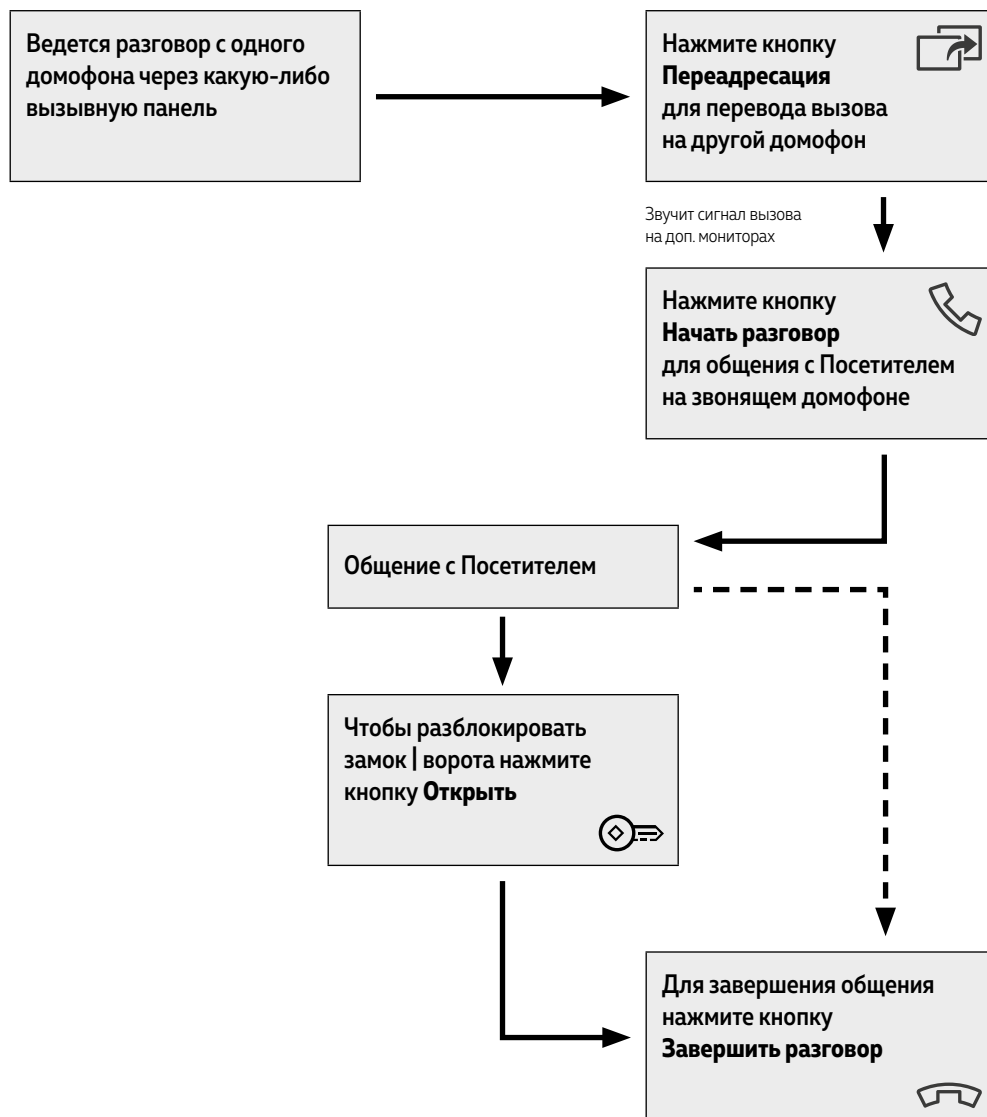 Ведется разговор с одного
домофона через какую-либо
вызывную панель
Нажмите кнопку
Переадресация
для перевода вызова
на другой домофон
Звучит сигнал вызова
на доп. мониторах
Нажмите кнопку
Начать разговор
для общения с Посетителем
на звонящем домофоне
Общение с Посетителем
Чтобы разблокировать
замок | ворота нажмите
кнопку Открыть
Для завершения общения
нажмите кнопку
Завершить разговор